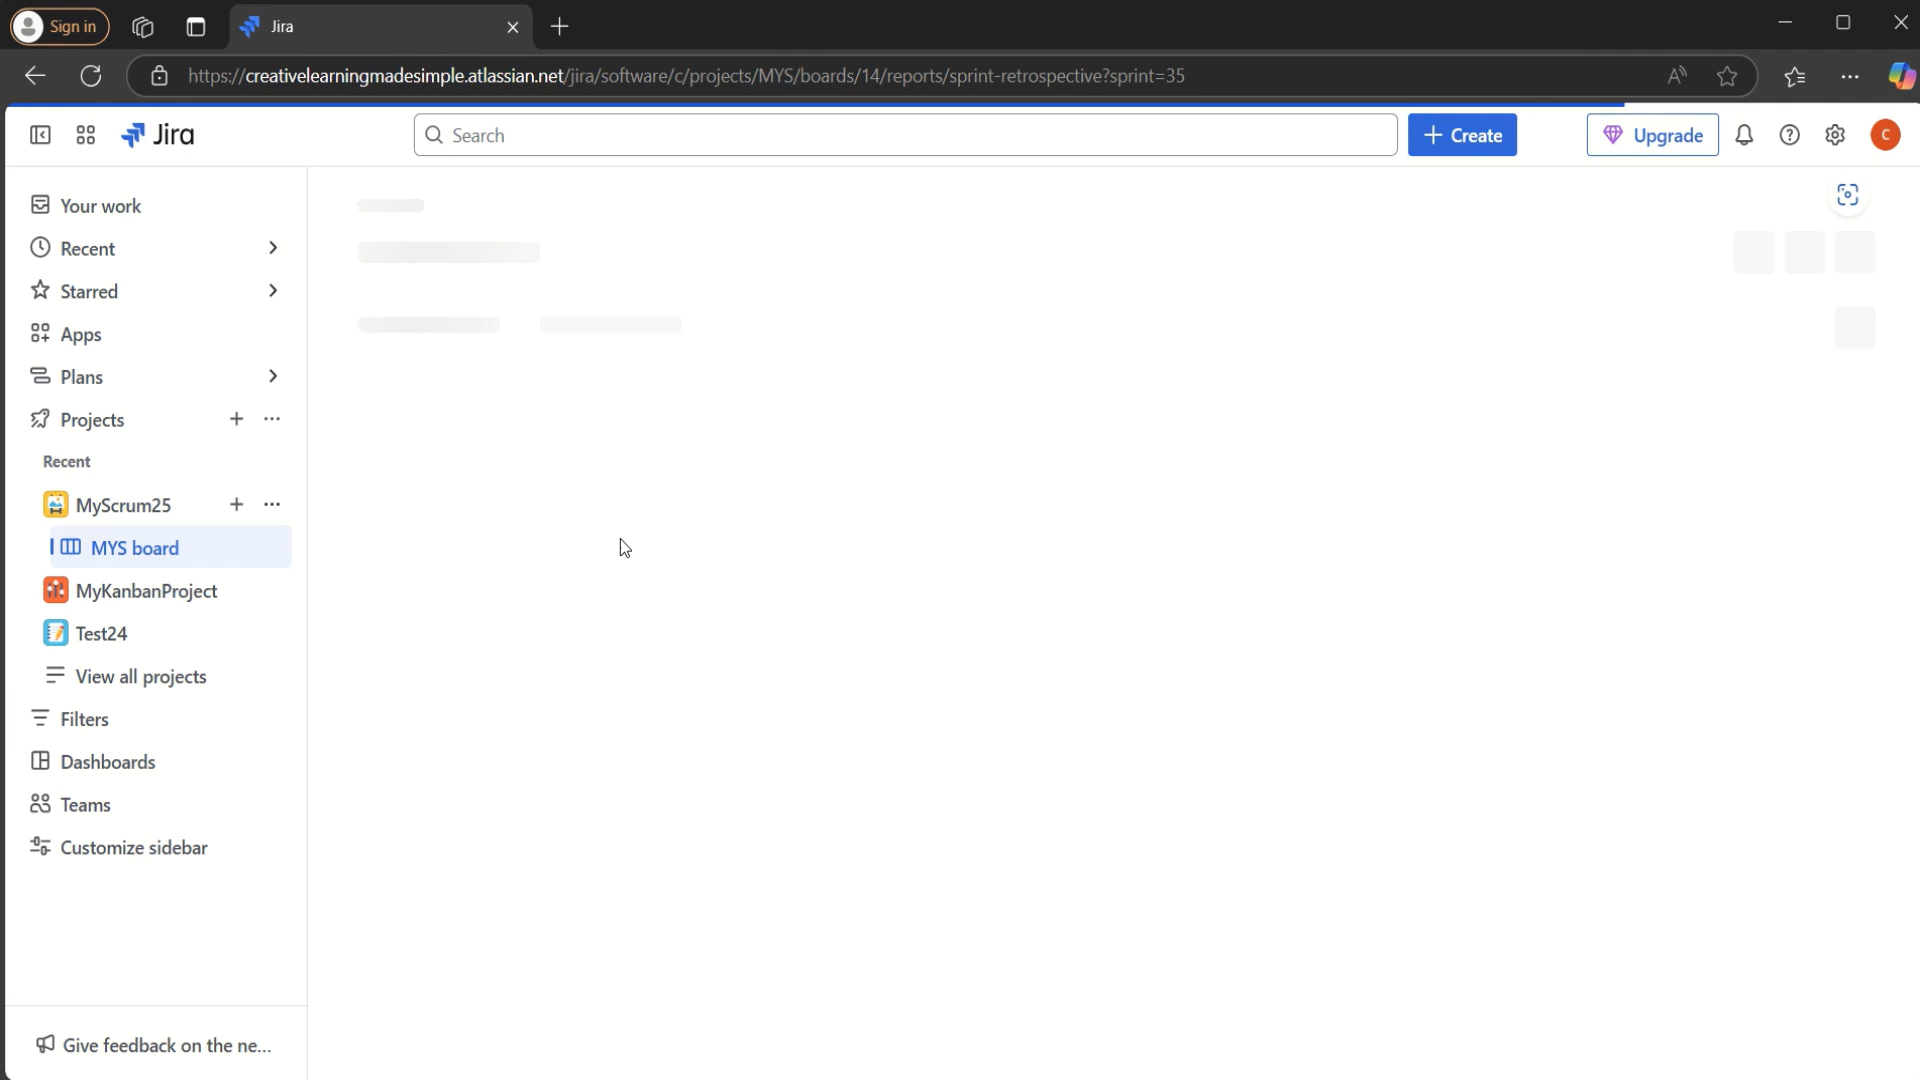 Sign in
Jira
https://creativelearningmadesimple.atlassian.net/jira/software/c/projects/MYS/boards/14/reports/sprint-retrospective?sprint=35
Jira
Search
Create
Upgrade
C
Your work
Recent
Starred
Apps
Plans
Projects
Recent
MyScrum25
MYS board
MyKanbanProject
Test24
View all projects
Filters
Dashboards
Teams
Customize sidebar
Give feedback on the ne...